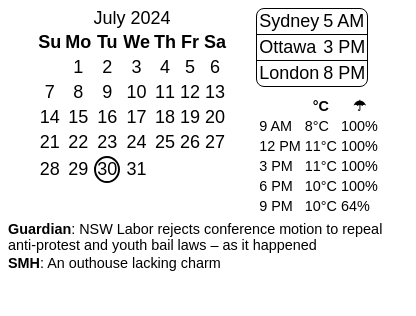 July 2024
Su Mo Tu We Th Fr Sa
1 2 3 4 5 6
7 8 9 10 11 12 13
14 15 16 17 18 19 20
21 22 23 24 25 26 27
28 29 30 31
Sydney 5 AM
Ottawa 3 PM
London 8 PM
°C ☂
9 AM 8°C 100%
12 PM 11°C 100%
3 PM 11°C 100%
6 PM 10°C 100%
9 PM 10°C 64%
Guardian: NSW Labor rejects conference motion to repeal
anti-protest and youth bail laws – as it happened
SMH: An outhouse lacking charm